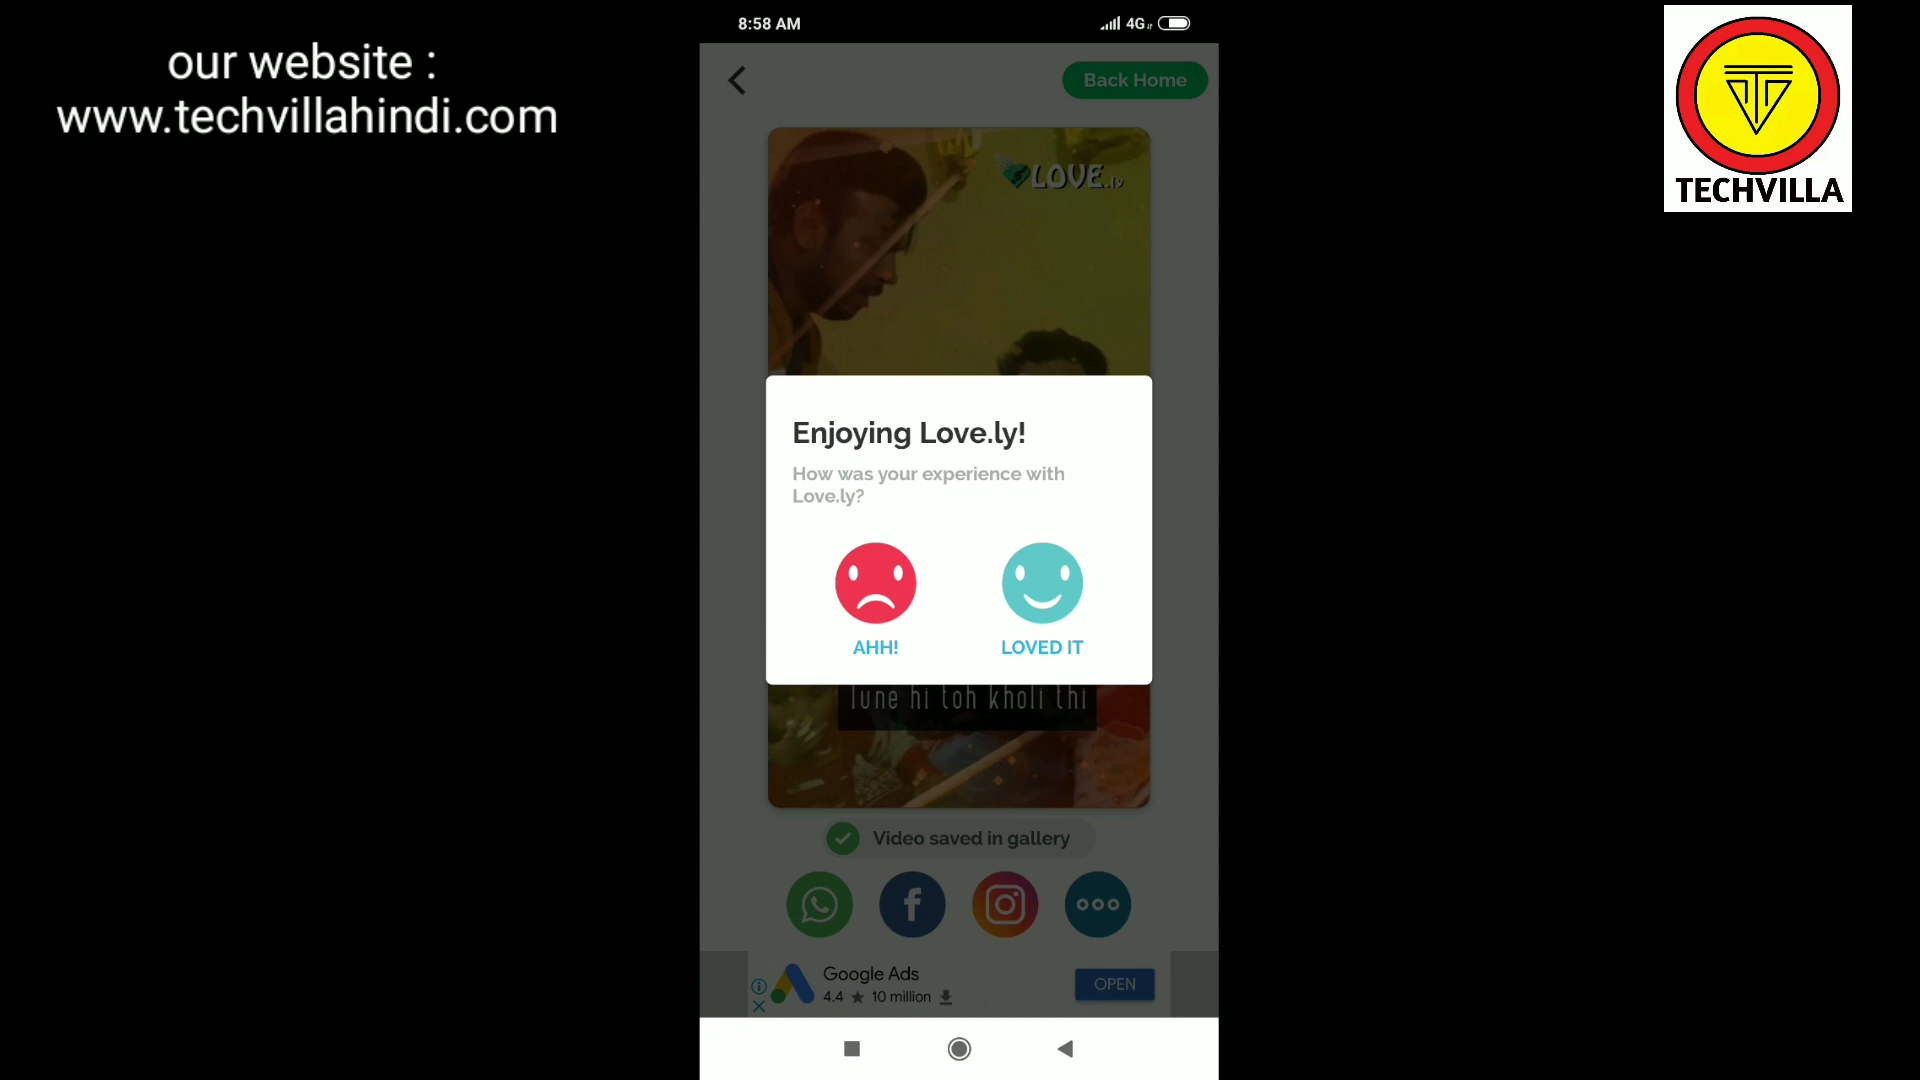 our website :
www.techvillahindi.com
TECHVILLA
8:58 AM
4G
Back Home
LOVE.ly
Enjoying Love.ly!
How was your experience with
Love.ly?
AHH!
LOVED IT
Tune hi toh kholi thi
Video saved in gallery
Google Ads
4.4 ★ 10 million
OPEN